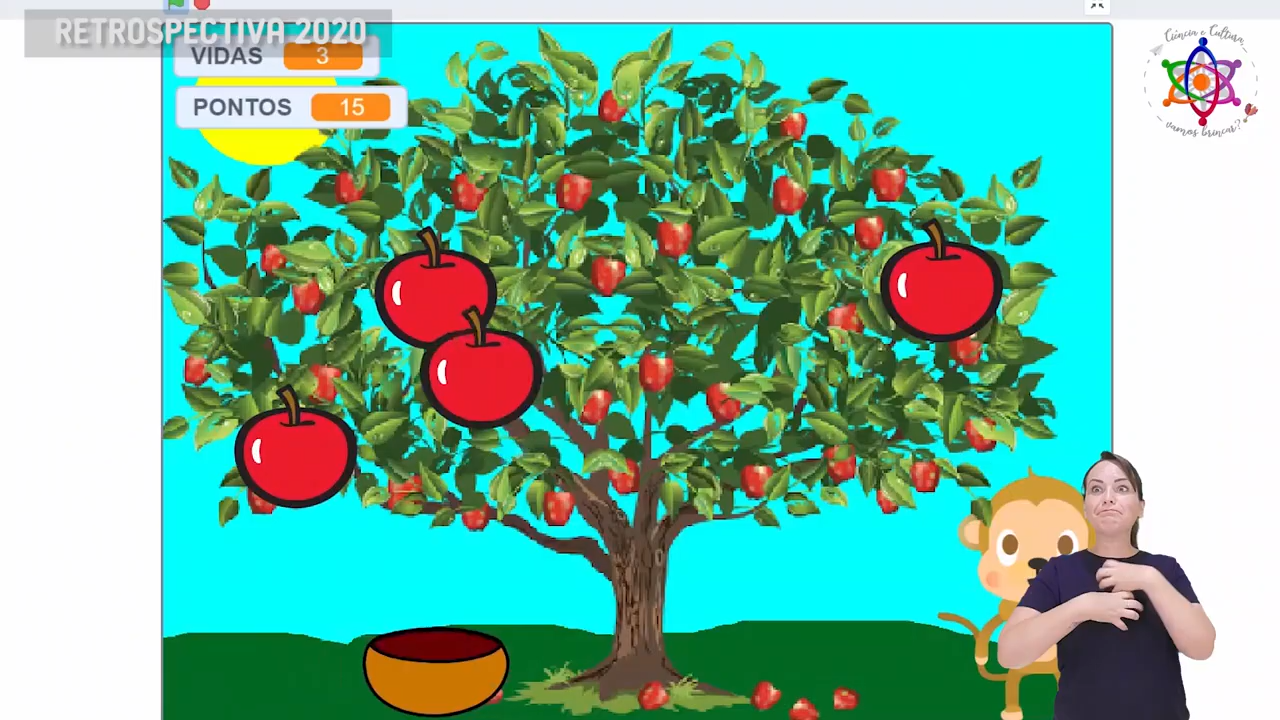 RETROSPECTIVA 2020
VIDAS 3
PONTOS 15
Ciência e Cultura,
vamos brincar?